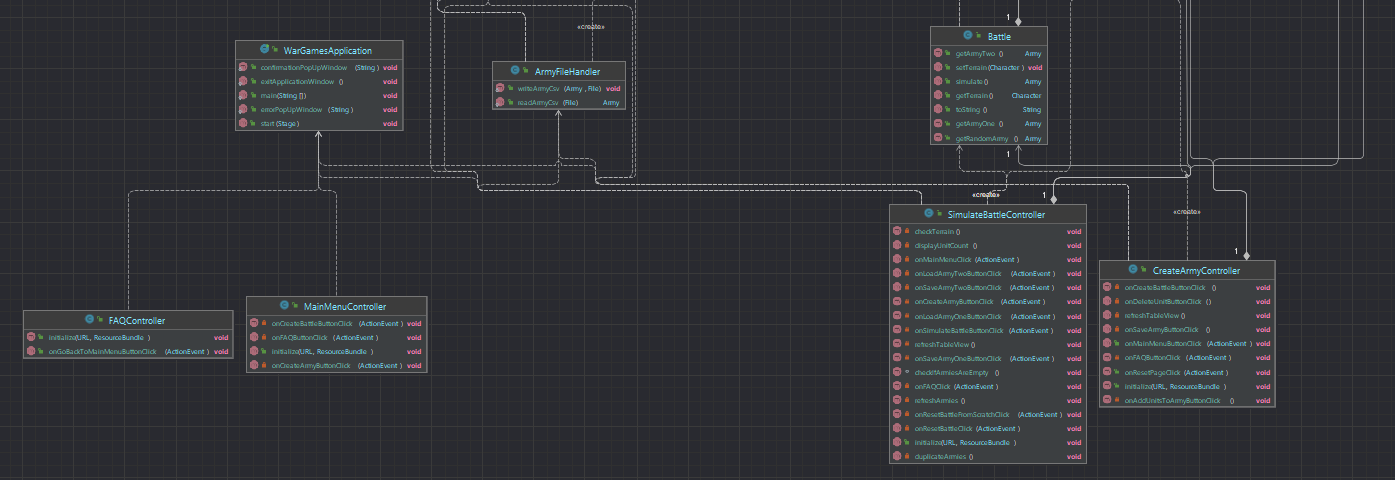 «create»
1
WarGamesApplication
confirmationPopUpWindow (String ) void
exitApplicationWindow () void
main(String []) void
errorPopUpWindow (String ) void
start (Stage) void
ArmyFileHandler
writeArmyCsv (Army , File) void
readArmyCsv (File) Army
Battle
getArmyTwo () Army
setTerrain (Character ) void
simulate () Army
getTerrain () Character
toString () String
getArmyOne () Army
getRandomArmy () Army
1
«create»
1
«create»
1
SimulateBattleController
checkTerrain () void
displayUnitCount () void
onMainMenuClick (ActionEvent ) void
onLoadArmyTwoButtonClick (ActionEvent ) void
onSaveArmyTwoButtonClick (ActionEvent ) void
onCreateArmyButtonClick (ActionEvent ) void
onLoadArmyOneButtonClick (ActionEvent ) void
onSimulateBattleButtonClick (ActionEvent ) void
refreshTableView () void
onSaveArmyOneButtonClick (ActionEvent ) void
checkIfArmiesAreEmpty () void
onFAQClick (ActionEvent ) void
refreshArmies () void
onResetBattleFromScratchClick (ActionEvent ) void
onResetBattleClick (ActionEvent ) void
initialize(URL, ResourceBundle ) void
duplicateArmies () void
CreateArmyController
onCreateBattleButtonClick () void
onDeleteUnitButtonClick () void
refreshTableView () void
onSaveArmyButtonClick () void
onMainMenuButtonClick (ActionEvent ) void
onFAQButtonClick (ActionEvent ) void
onResetPageClick (ActionEvent ) void
initialize(URL, ResourceBundle ) void
onAddUnitsToArmyButtonClick () void
MainMenuController
onCreateBattleButtonClick (ActionEvent ) void
onFAQButtonClick (ActionEvent ) void
initialize(URL, ResourceBundle ) void
onCreateArmyButtonClick (ActionEvent ) void
FAQController
initialize(URL, ResourceBundle ) void
onGoBackToMainMenuButtonClick (ActionEvent ) void